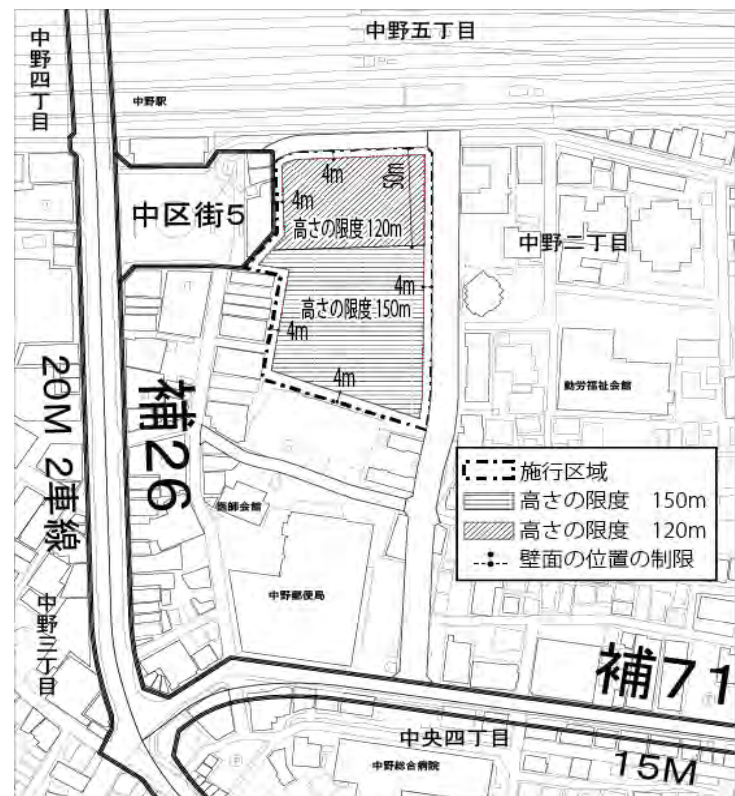 中野五丁目
中野四丁目
中野駅
中区街5
4m
50m
4m
高さの限度120m
中野二丁目
4m
高さの限度150m
4m
4m
勤労福祉会館
20M 2車線
補26
施行区域
高さの限度 150m
高さの限度 120m
壁面の位置の制限
医師会館
中野郵便局
中野三丁目
補71
中央四丁目
15M
中野総合病院